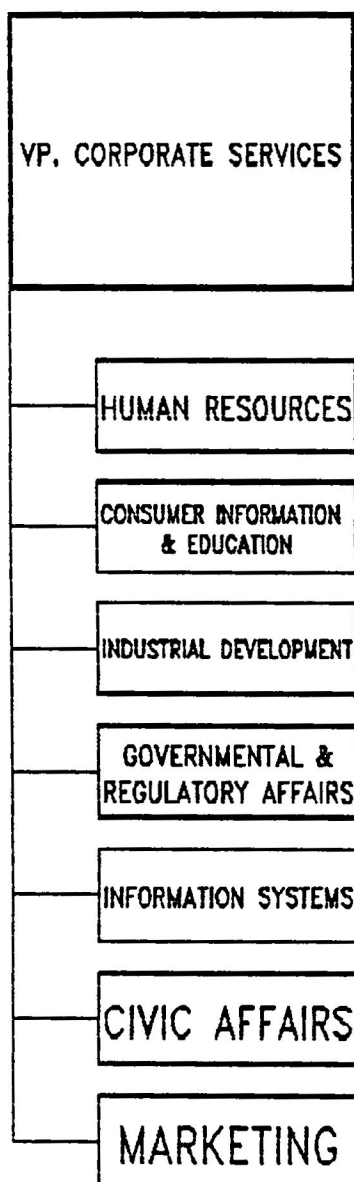 VP. CORPORATE SERVICES
HUMAN RESOURCES
CONSUMER INFORMATION
& EDUCATION
INDUSTRIAL DEVELOPMENT
GOVERNMENTAL &
REGULATORY AFFAIRS
INFORMATION SYSTEMS
CIVIC AFFAIRS
MARKETING